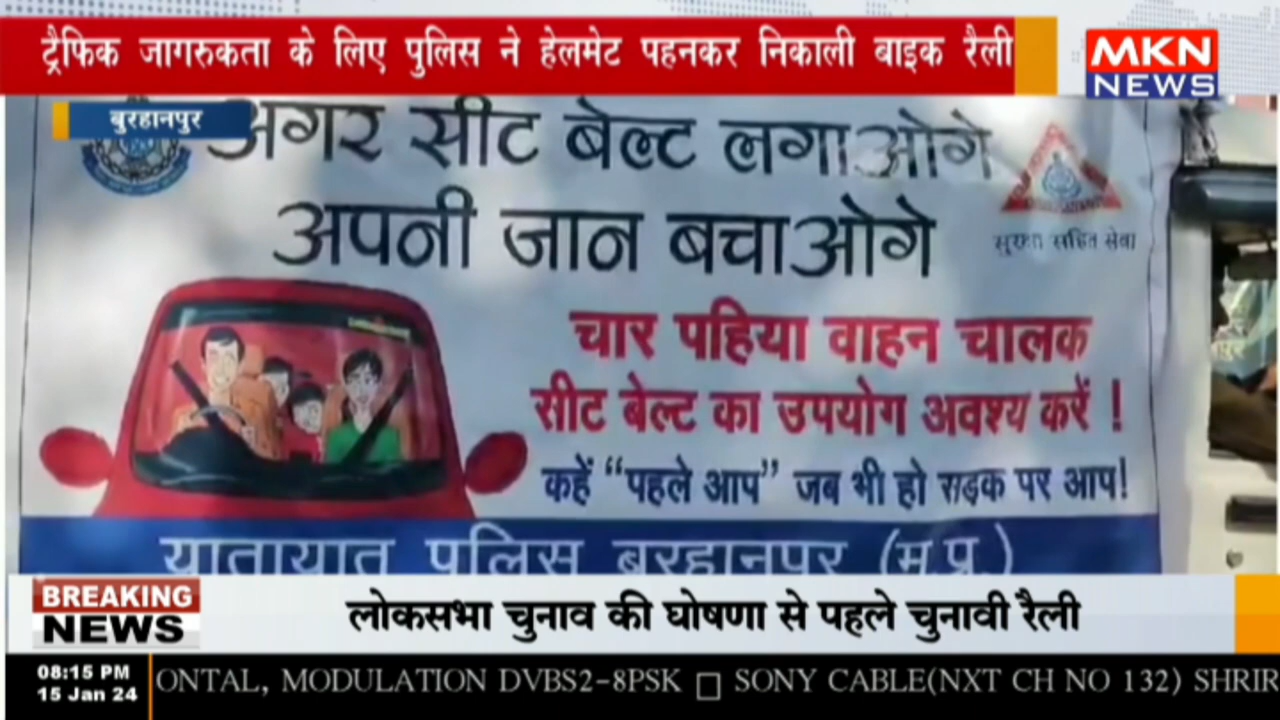 ट्रैफिक जागरुकता के लिए पुलिस ने हेलमेट पहनकर निकाली बाइक रैली
MKN
NEWS
बुरहानपुर
अगर सीट बेल्ट लगाओगे
अपनी जान बचाओगे
सुरक्षा सहित सेवा
चार पहिया वाहन चालक
सीट बेल्ट का उपयोग अवश्य करें !
कहें “पहले आप” जब भी हो सड़क पर आप!
यातायात पुलिस बुरहानपुर (म.प्र.)
BREAKING
NEWS
लोकसभा चुनाव की घोषणा से पहले चुनावी रैली
08:15 PM
15 Jan 24
ONTAL, MODULATION DVBS2-8PSK □ SONY CABLE(NXT CH NO 132) SHRIR